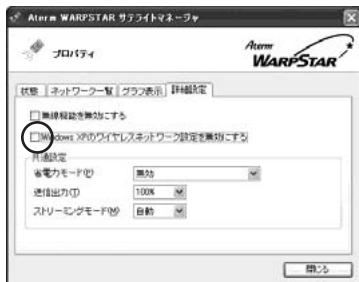 Aterm WARPSTAR サテライトマネージャ
プロパティ
Aterm
WARPSTAR
状態 ネットワーク一覧 グラフ表示 詳細設定
無線機能を無効にする
Windows XPのワイヤレスネットワーク設定を無効にする
共通設定
省電力モード(P) 無効
送信出力(T) 100%
ストリーミングモード(M) 自動
閉じる